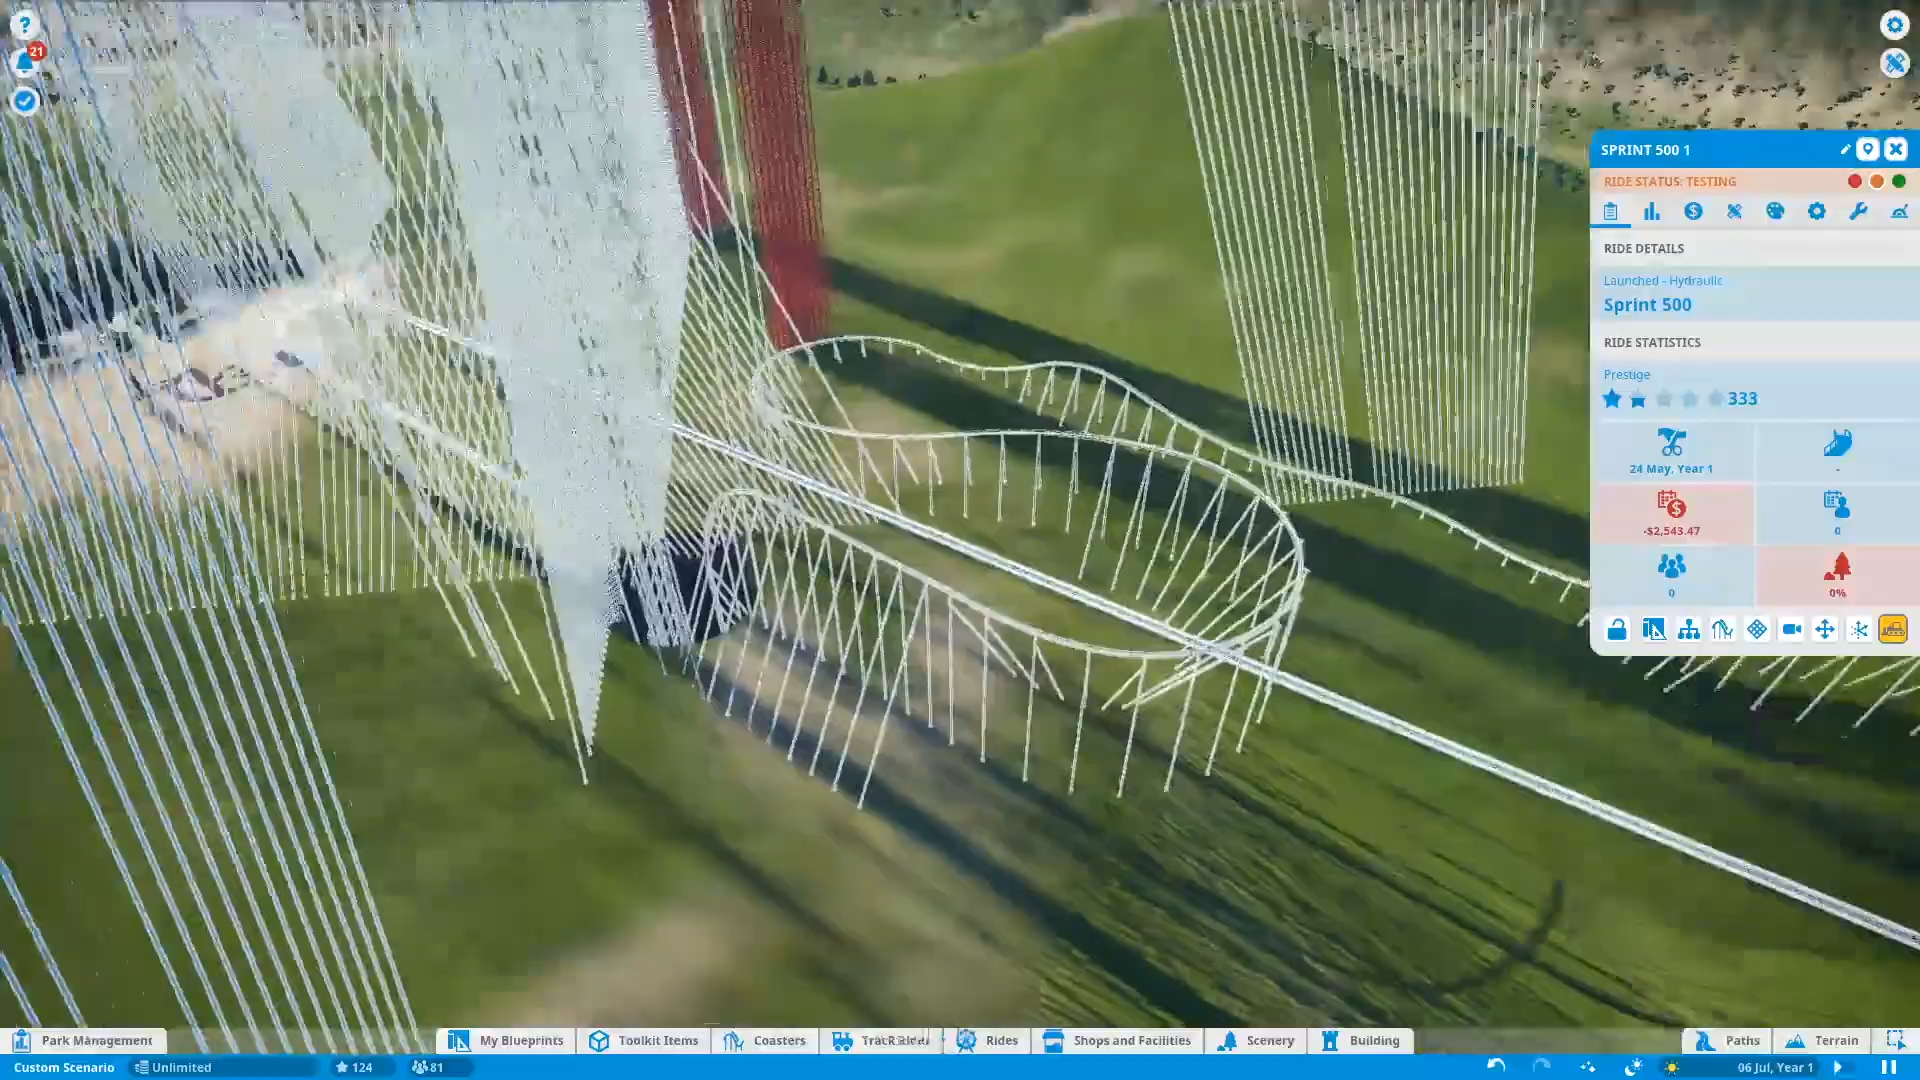 ?
21
SPRINT 500 1
RIDE STATUS: TESTING
RIDE DETAILS
Launched - Hydraulic
Sprint 500
RIDE STATISTICS
Prestige
333
24 May, Year 1
-
-$2,543.47
0
0
0%
Park Management
My Blueprints
Toolkit Items
Coasters
Rides
Shops and Facilities
Scenery
Building
Paths
Terrain
Custom Scenario
Unlimited
124
81
06 Jul, Year 1